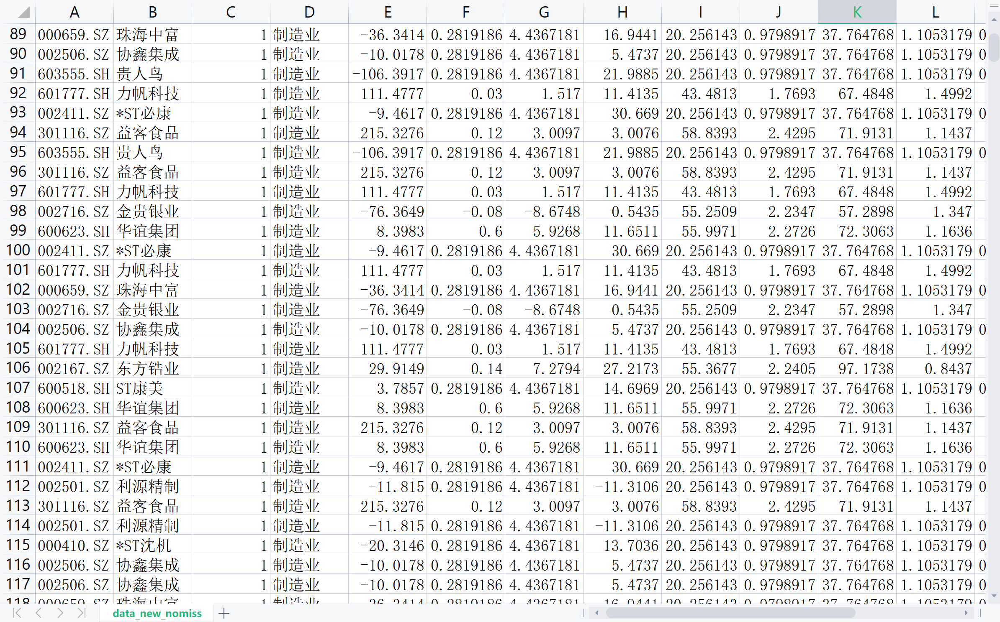 A B C D E F G H I J K L
89 000659.SZ 珠海中富 1 制造业 -36.3414 0.2819186 4.4367181 16.9441 20.256143 0.9798917 37.764768 1.1053179 0
90 002506.SZ 协鑫集成 1 制造业 -10.0178 0.2819186 4.4367181 5.4737 20.256143 0.9798917 37.764768 1.1053179 0
91 603555.SH 贵人鸟 1 制造业 -106.3917 0.2819186 4.4367181 21.9885 20.256143 0.9798917 37.764768 1.1053179 0
92 601777.SH 力帆科技 1 制造业 111.4777 0.03 1.517 11.4135 43.4813 1.7693 67.4848 1.4992
93 002411.SZ *ST必康 1 制造业 -9.4617 0.2819186 4.4367181 30.669 20.256143 0.9798917 37.764768 1.1053179 0
94 301116.SZ 益客食品 1 制造业 215.3276 0.12 3.0097 3.0076 58.8393 2.4295 71.9131 1.1437
95 603555.SH 贵人鸟 1 制造业 -106.3917 0.2819186 4.4367181 21.9885 20.256143 0.9798917 37.764768 1.1053179 0
96 301116.SZ 益客食品 1 制造业 215.3276 0.12 3.0097 3.0076 58.8393 2.4295 71.9131 1.1437
97 601777.SH 力帆科技 1 制造业 111.4777 0.03 1.517 11.4135 43.4813 1.7693 67.4848 1.4992
98 002716.SZ 金贵银业 1 制造业 -76.3649 -0.08 -8.6748 0.5435 55.2509 2.2347 57.2898 1.347
99 600623.SH 华谊集团 1 制造业 8.3983 0.6 5.9268 11.6511 55.9971 2.2726 72.3063 1.1636
100 002411.SZ *ST必康 1 制造业 -9.4617 0.2819186 4.4367181 30.669 20.256143 0.9798917 37.764768 1.1053179 0
101 601777.SH 力帆科技 1 制造业 111.4777 0.03 1.517 11.4135 43.4813 1.7693 67.4848 1.4992
102 000659.SZ 珠海中富 1 制造业 -36.3414 0.2819186 4.4367181 16.9441 20.256143 0.9798917 37.764768 1.1053179 0
103 002716.SZ 金贵银业 1 制造业 -76.3649 -0.08 -8.6748 0.5435 55.2509 2.2347 57.2898 1.347
104 002506.SZ 协鑫集成 1 制造业 -10.0178 0.2819186 4.4367181 5.4737 20.256143 0.9798917 37.764768 1.1053179 0
105 601777.SH 力帆科技 1 制造业 111.4777 0.03 1.517 11.4135 43.4813 1.7693 67.4848 1.4992
106 002167.SZ 东方锆业 1 制造业 29.9149 0.14 7.2794 27.2173 55.3677 2.2405 97.1738 0.8437
107 600518.SH ST康美 1 制造业 3.7857 0.2819186 4.4367181 14.6969 20.256143 0.9798917 37.764768 1.1053179 0
108 600623.SH 华谊集团 1 制造业 8.3983 0.6 5.9268 11.6511 55.9971 2.2726 72.3063 1.1636
109 301116.SZ 益客食品 1 制造业 215.3276 0.12 3.0097 3.0076 58.8393 2.4295 71.9131 1.1437
110 600623.SH 华谊集团 1 制造业 8.3983 0.6 5.9268 11.6511 55.9971 2.2726 72.3063 1.1636
111 002411.SZ *ST必康 1 制造业 -9.4617 0.2819186 4.4367181 30.669 20.256143 0.9798917 37.764768 1.1053179 0
112 002501.SZ 利源精制 1 制造业 -11.815 0.2819186 4.4367181 -11.3106 20.256143 0.9798917 37.764768 1.1053179 0
113 301116.SZ 益客食品 1 制造业 215.3276 0.12 3.0097 3.0076 58.8393 2.4295 71.9131 1.1437
114 002501.SZ 利源精制 1 制造业 -11.815 0.2819186 4.4367181 -11.3106 20.256143 0.9798917 37.764768 1.1053179 0
115 000410.SZ *ST沈机 1 制造业 -20.3146 0.2819186 4.4367181 13.7036 20.256143 0.9798917 37.764768 1.1053179 0
116 002506.SZ 协鑫集成 1 制造业 -10.0178 0.2819186 4.4367181 5.4737 20.256143 0.9798917 37.764768 1.1053179 0
117 002506.SZ 协鑫集成 1 制造业 -10.0178 0.2819186 4.4367181 5.4737 20.256143 0.9798917 37.764768 1.1053179 0
data_new_nomiss